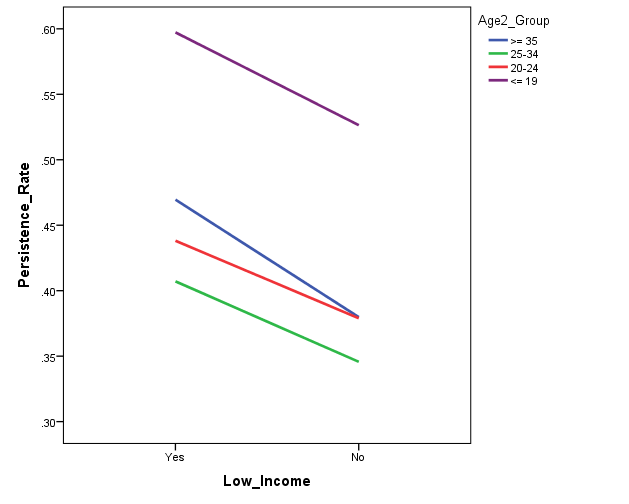 Age2_Group
>= 35
25-34
20-24
<= 19
Persistence_Rate
.60
.55
.50
.45
.40
.35
.30
Yes
No
Low_Income